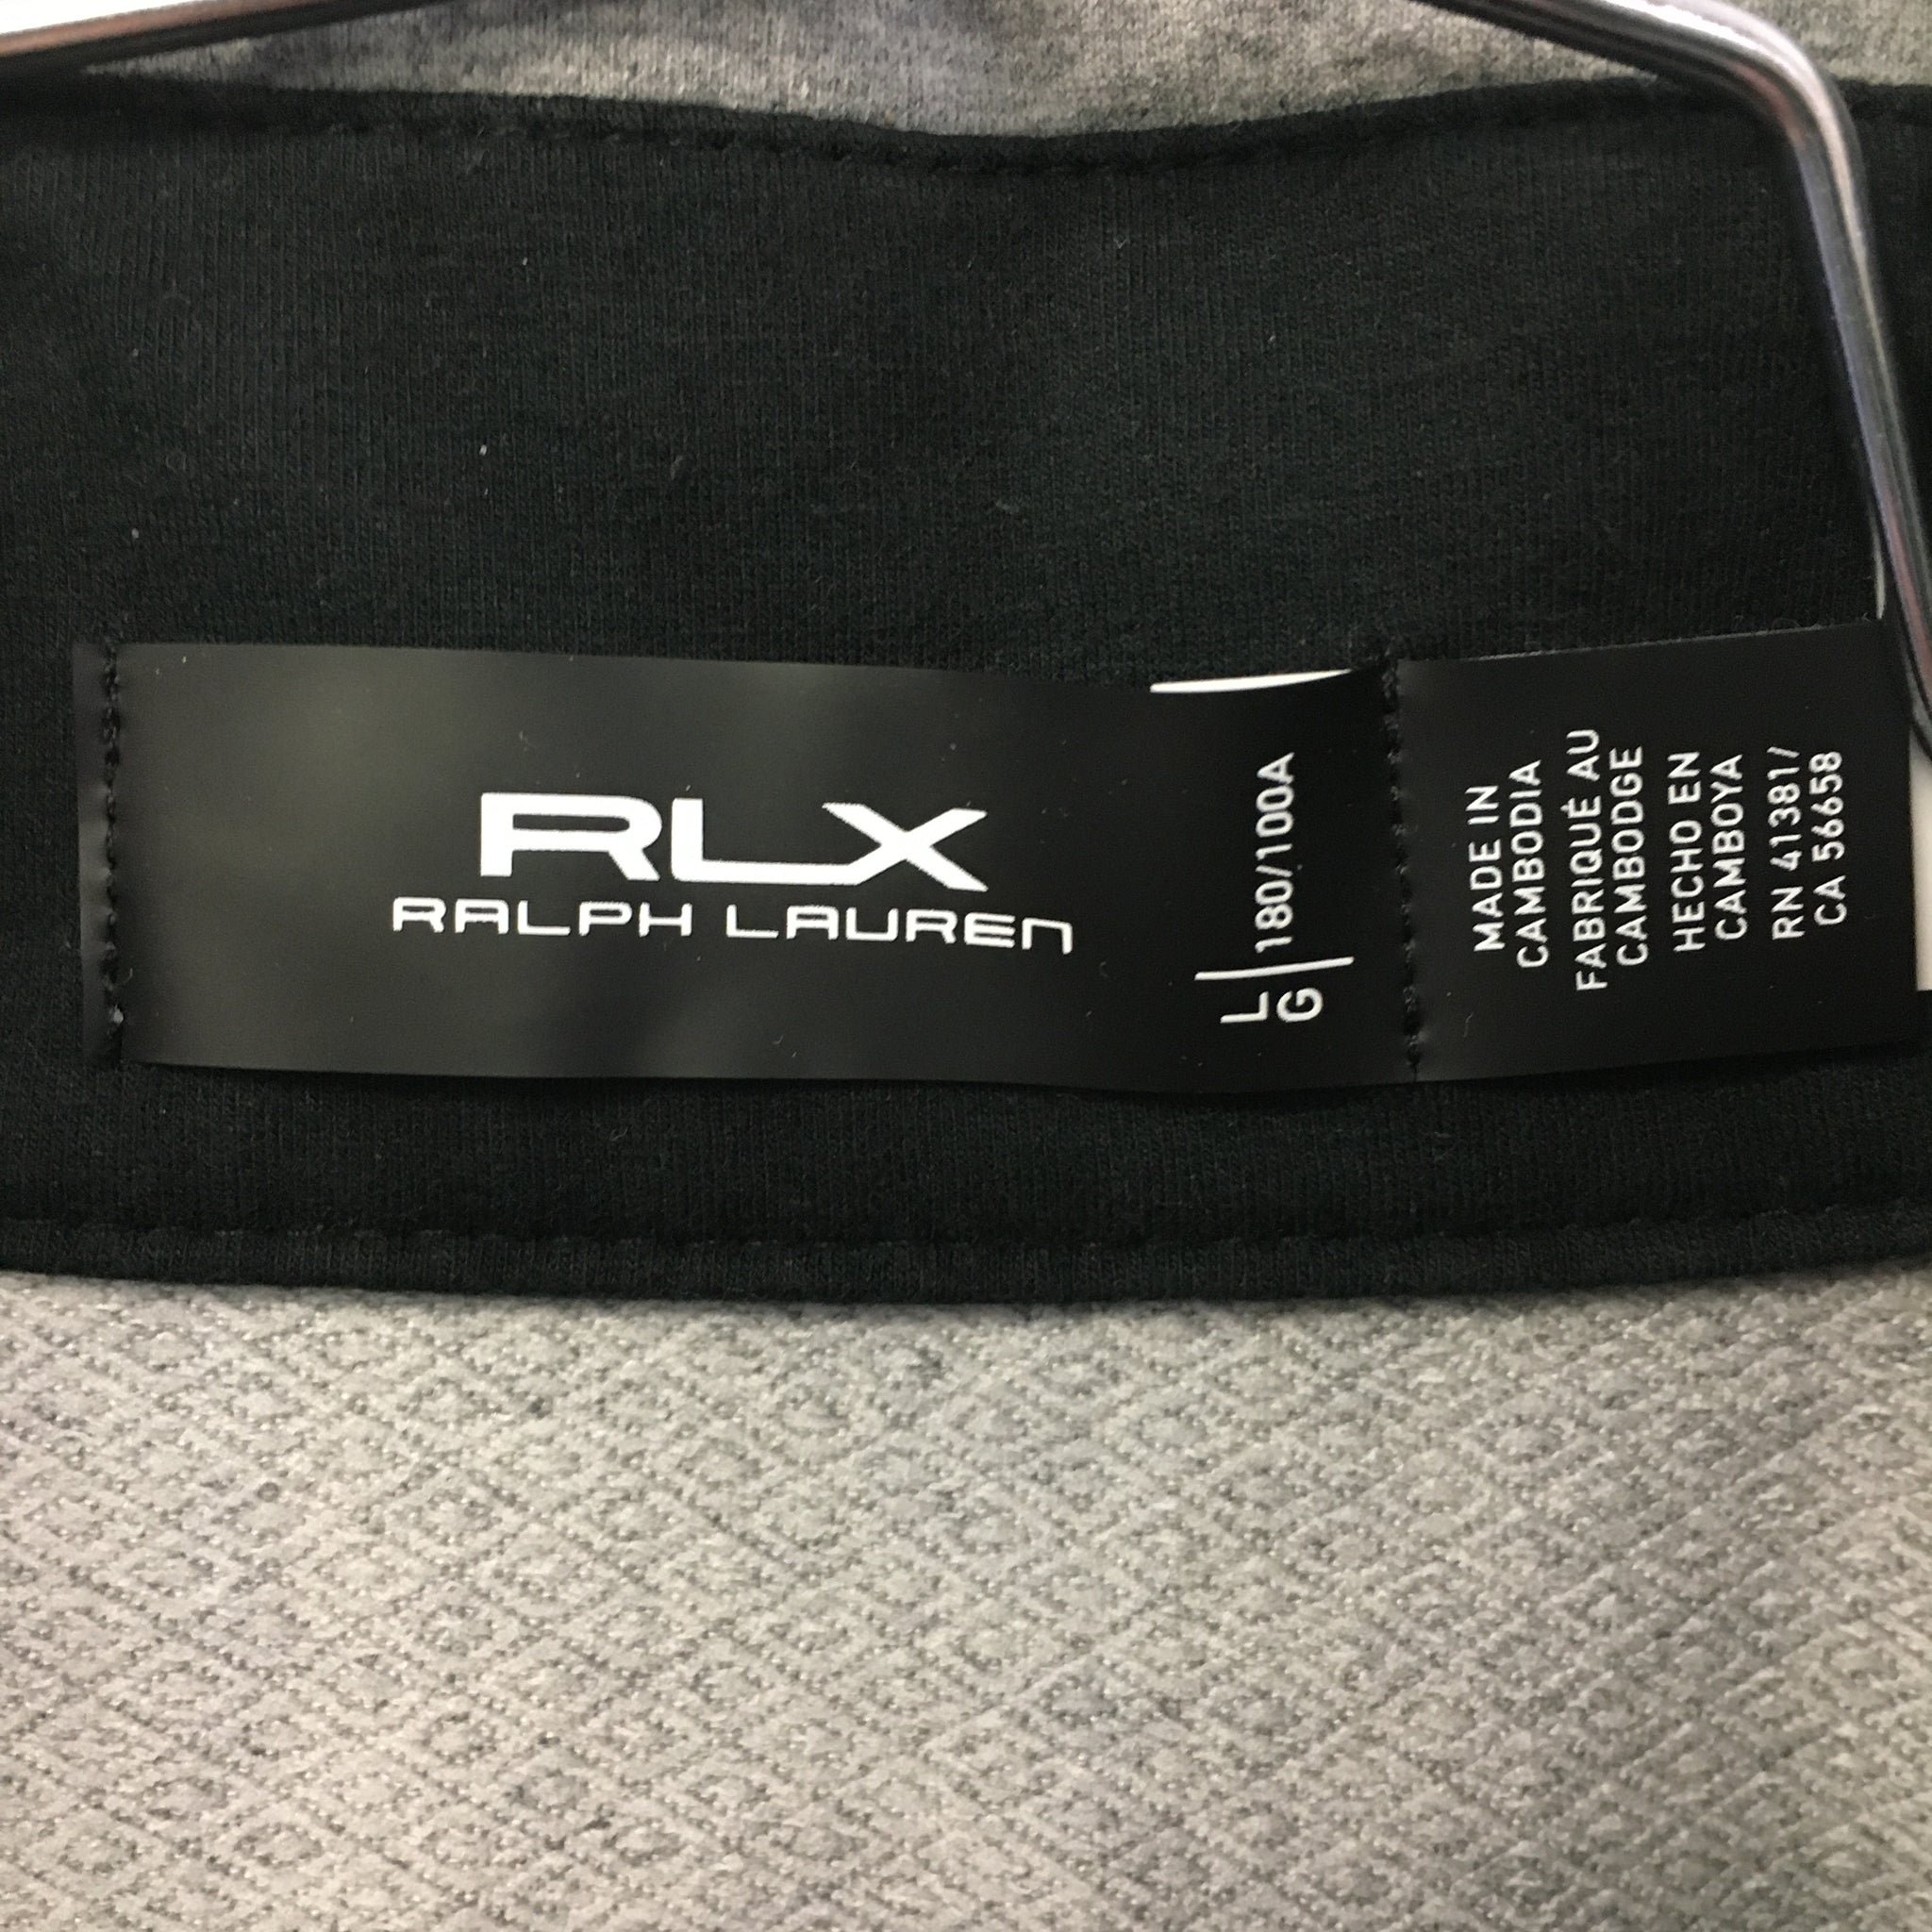 RLX
RALPH LAUREN
L 180/100A
G
MADE IN
CAMBODIA
FABRIQUÉ AU
CAMBODGE
HECHO EN
CAMBOYA
RN 41381/
CA 56658